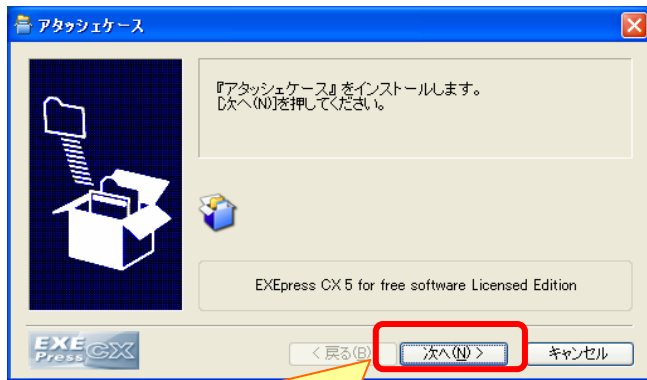 アタッシェケース
『アタッシェケース』をインストールします。
[次へ(N)]を押してください。
EXEpress CX 5 for free software Licensed Edition
EXE
Press CX
< 戻る(B)
次へ(N) >
キャンセル